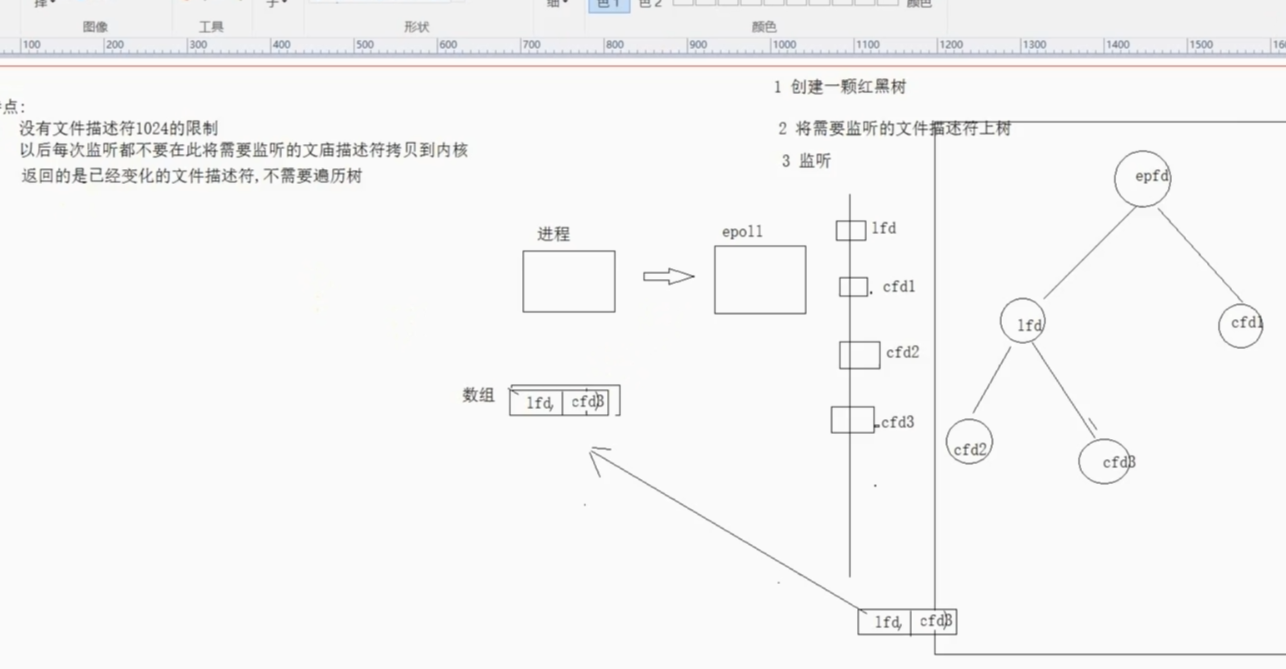 图像
工具
形状
颜色
100 200 300 400 500 600 700 800 900 1000 1100 1200 1300 1400 1500
1 创建一颗红黑树
点:
没有文件描述符1024的限制
2 将需要监听的文件描述符上树
以后每次监听都不要在此将需要监听的文庙描述符拷贝到内核
3 监听
返回的是已经变化的文件描述符,不需要遍历树
epfd
进程
epoll
lfd
cfd1
lfd
cfd1
cfd2
数组
lfd, cfd3
cfd3
cfd2
cfd3
lfd, cfd3